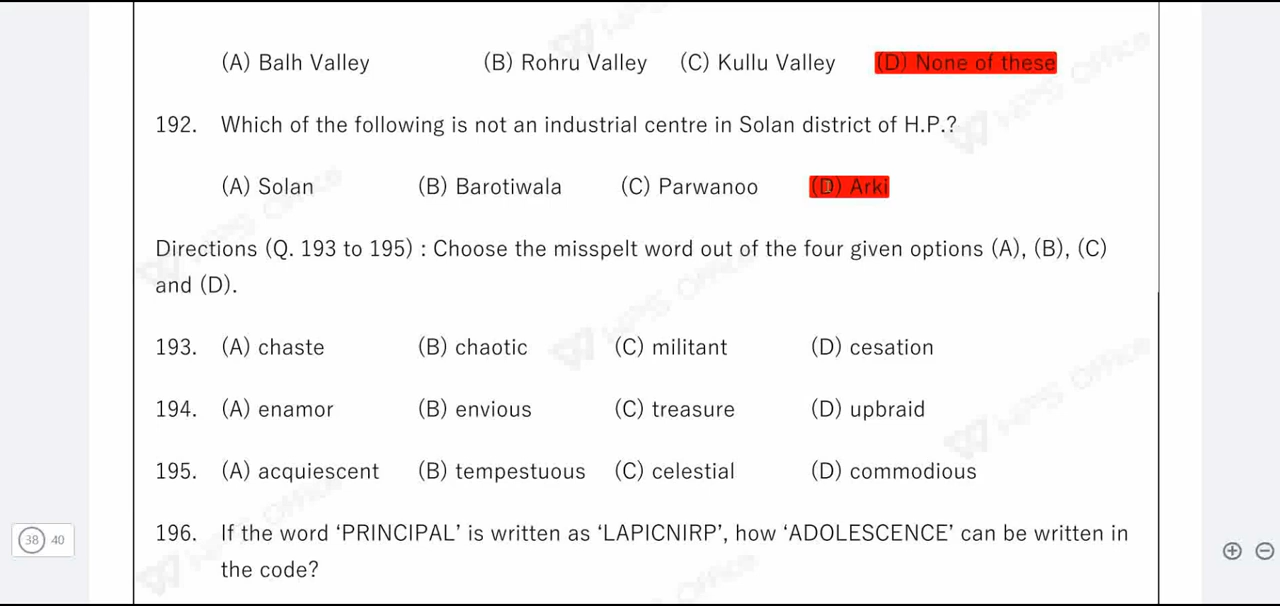 (A) Balh Valley (B) Rohru Valley (C) Kullu Valley (D) None of these
192. Which of the following is not an industrial centre in Solan district of H.P.?
(A) Solan (B) Barotiwala (C) Parwanoo (D) Arki
Directions (Q. 193 to 195) : Choose the misspelt word out of the four given options (A), (B), (C)
and (D).
193. (A) chaste (B) chaotic (C) militant (D) cesation
194. (A) enamor (B) envious (C) treasure (D) upbraid
195. (A) acquiescent (B) tempestuous (C) celestial (D) commodious
196. If the word ‘PRINCIPAL’ is written as ‘LAPICNIRP’, how ‘ADOLESCENCE’ can be written in
the code?
38 40